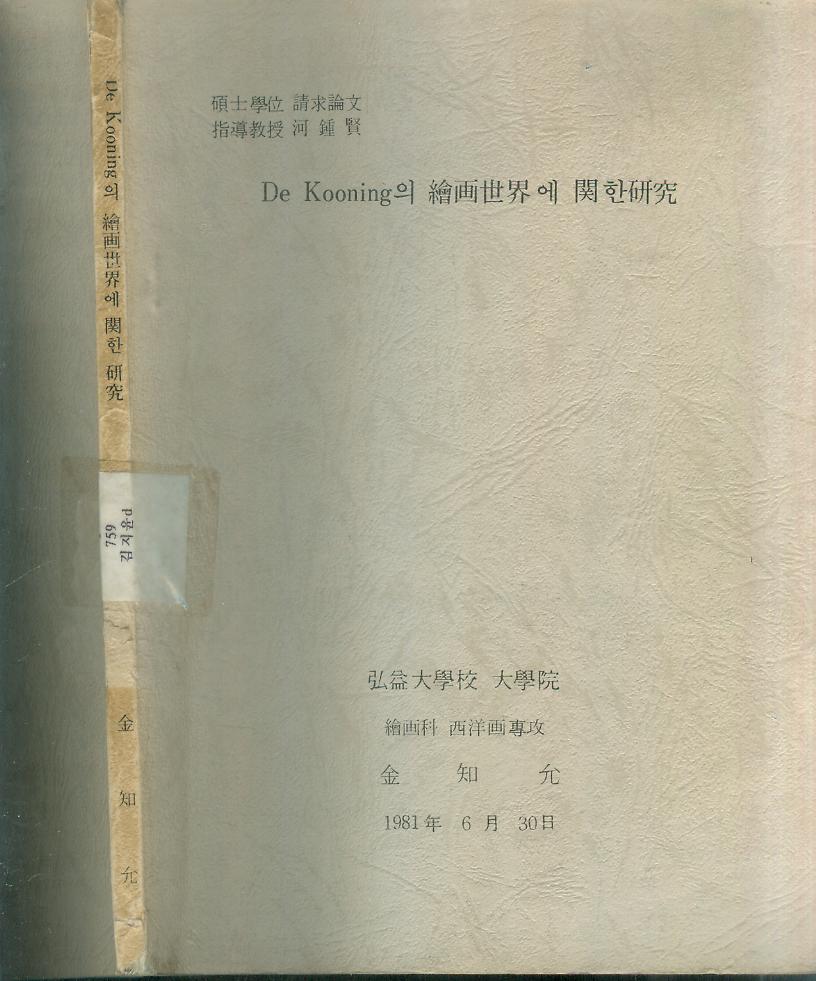 碩士學位 請求論文
指導教授 河鍾賢
De Kooning의 繪画世界에 関한研究
弘益大學校 大學院
繪画科 西洋画專攻
金 知 允
1981年 6月 30日
De Kooning의 繪画世界에 関한 研究
759
김지윤d
金 知 允